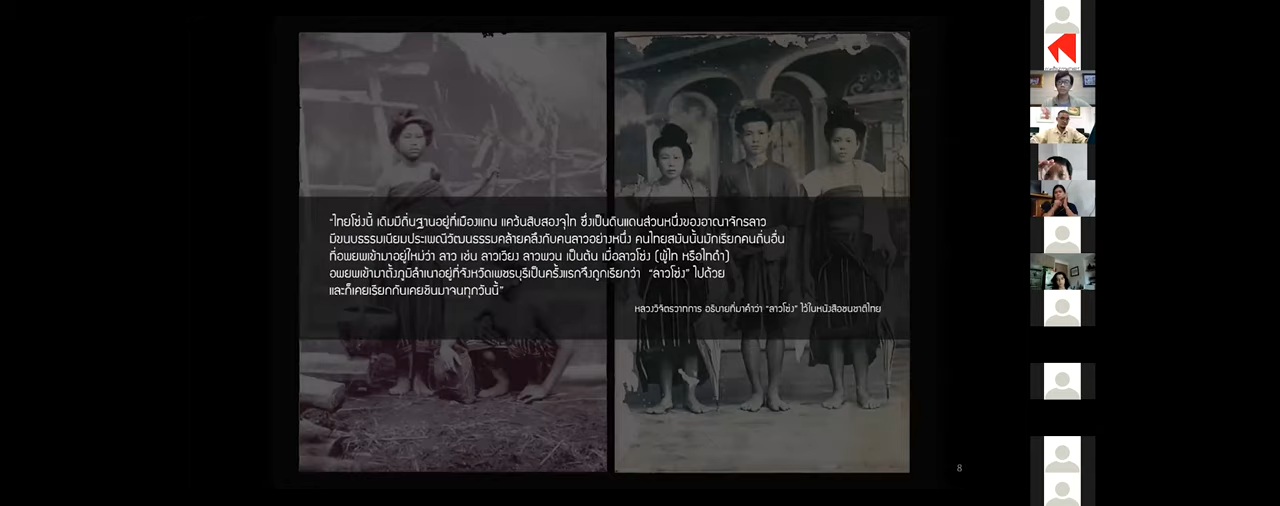 “ไทยโซ่งนี้ เดิมมีถิ่นฐานอยู่ที่เมืองแถน แคว้นสิบสองจุไท ซึ่งเป็นดินแดนส่วนหนึ่งของอาณาจักรลาว
มีขนบธรรมเนียมประเพณีวัฒนธรรมคล้ายคลึงกับคนลาวอย่างหนึ่ง คนไทยสมัยนั้นมักเรียกคนถิ่นอื่น
ที่อพยพเข้ามาอยู่ใหม่ว่า ลาว เช่น ลาวเวียง ลาวพวน เป็นต้น เมื่อลาวโซ่ง (ผู้ไท หรือไทดำ)
อพยพเข้ามาตั้งภูมิลำเนาอยู่ที่จังหวัดเพชรบุรีเป็นครั้งแรกจึงถูกเรียกว่า “ลาวโซ่ง” ไปด้วย
และก็เคยเรียกกันเคยชินมาจนทุกวันนี้”
หลวงวิจิตรวาทการ อธิบายที่มาคำว่า “ลาวโซ่ง” ไว้ในหนังสือชนชาติไทย
8